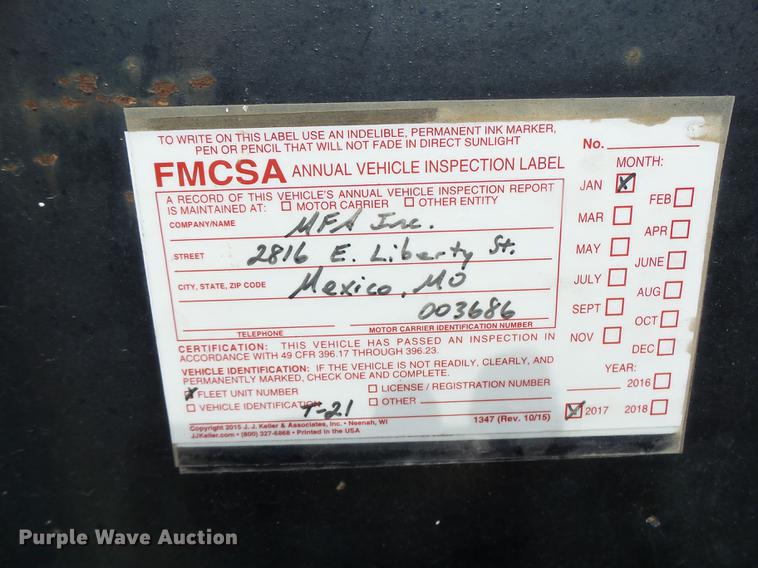 TO WRITE ON THIS LABEL USE AN INDELIBLE, PERMANENT INK MARKER,
PEN OR PENCIL THAT WILL NOT FADE IN DIRECT SUNLIGHT
FMCSA ANNUAL VEHICLE INSPECTION LABEL
A RECORD OF THIS VEHICLE'S ANNUAL VEHICLE INSPECTION REPORT
IS MAINTAINED AT: MOTOR CARRIER OTHER ENTITY
COMPANY/NAME MFA Inc.
STREET 2816 E. Liberty St.
CITY, STATE, ZIP CODE Mexico, MO
003686
TELEPHONE MOTOR CARRIER IDENTIFICATION NUMBER
CERTIFICATION: THIS VEHICLE HAS PASSED AN INSPECTION IN
ACCORDANCE WITH 49 CFR 396.17 THROUGH 396.23.
VEHICLE IDENTIFICATION: IF THE VEHICLE IS NOT READILY, CLEARLY, AND
PERMANENTLY MARKED, CHECK ONE AND COMPLETE.
X FLEET UNIT NUMBER LICENSE / REGISTRATION NUMBER
VEHICLE IDENTIFICATION T-21 OTHER
Copyright 2015 J. J. Keller & Associates, Inc. • Neenah, WI
JJKeller.com • (800) 327-6868 • Printed in the USA
1347 (Rev. 10/15)
No.
MONTH:
JAN X
FEB
MAR
APR
MAY
JUNE
JULY
AUG
SEPT
OCT
NOV
DEC
YEAR:
2016
X 2017 2018
Purple Wave Auction